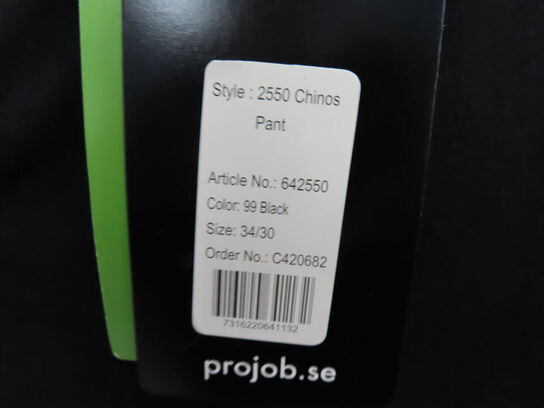 Style : 2550 Chinos
Pant
Article No.: 642550
Color: 99 Black
Size: 34/30
Order No.: C420682
7316220641132
projob.se